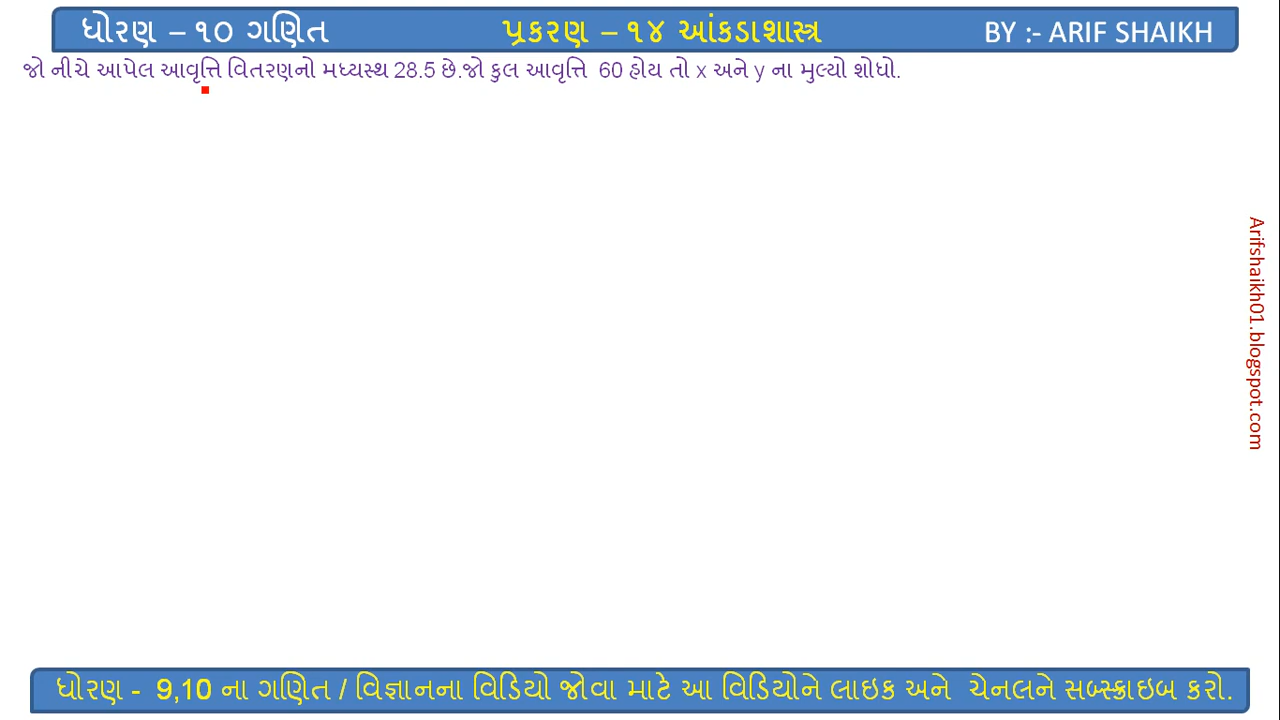 ધોરણ – ૧૦ ગણિત પ્રકરણ – ૧૪ આંકડાશાસ્ત્ર BY :- ARIF SHAIKH
જો નીચે આપેલ આવૃત્તિ વિતરણનો મધ્યસ્થ 28.5 છે.જો કુલ આવૃત્તિ 60 હોય તો x અને y ના મુલ્યો શોધો.
Arifshaikh01.blogspot.com
ધોરણ - 9,10 ના ગણિત / વિજ્ઞાનના વિડિયો જોવા માટે આ વિડિયોને લાઇક અને ચેનલને સબ્સ્ક્રાઇબ કરો.